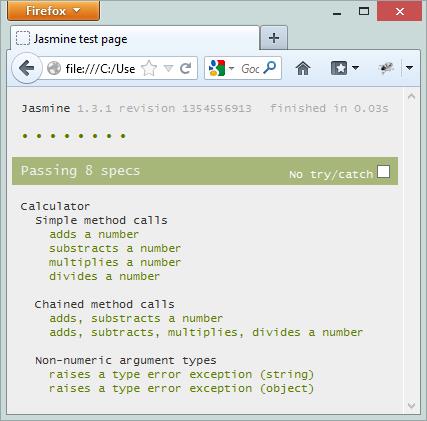 Firefox
Jasmine test page
file:///C:/Use
Goo
Jasmine 1.3.1 revision 1354556913 finished in 0.03s
Passing 8 specs
No try/catch
Calculator
Simple method calls
adds a number
substracts a number
multiplies a number
divides a number
Chained method calls
adds, substracts a number
adds, subtracts, multiplies, divides a number
Non-numeric argument types
raises a type error exception (string)
raises a type error exception (object)